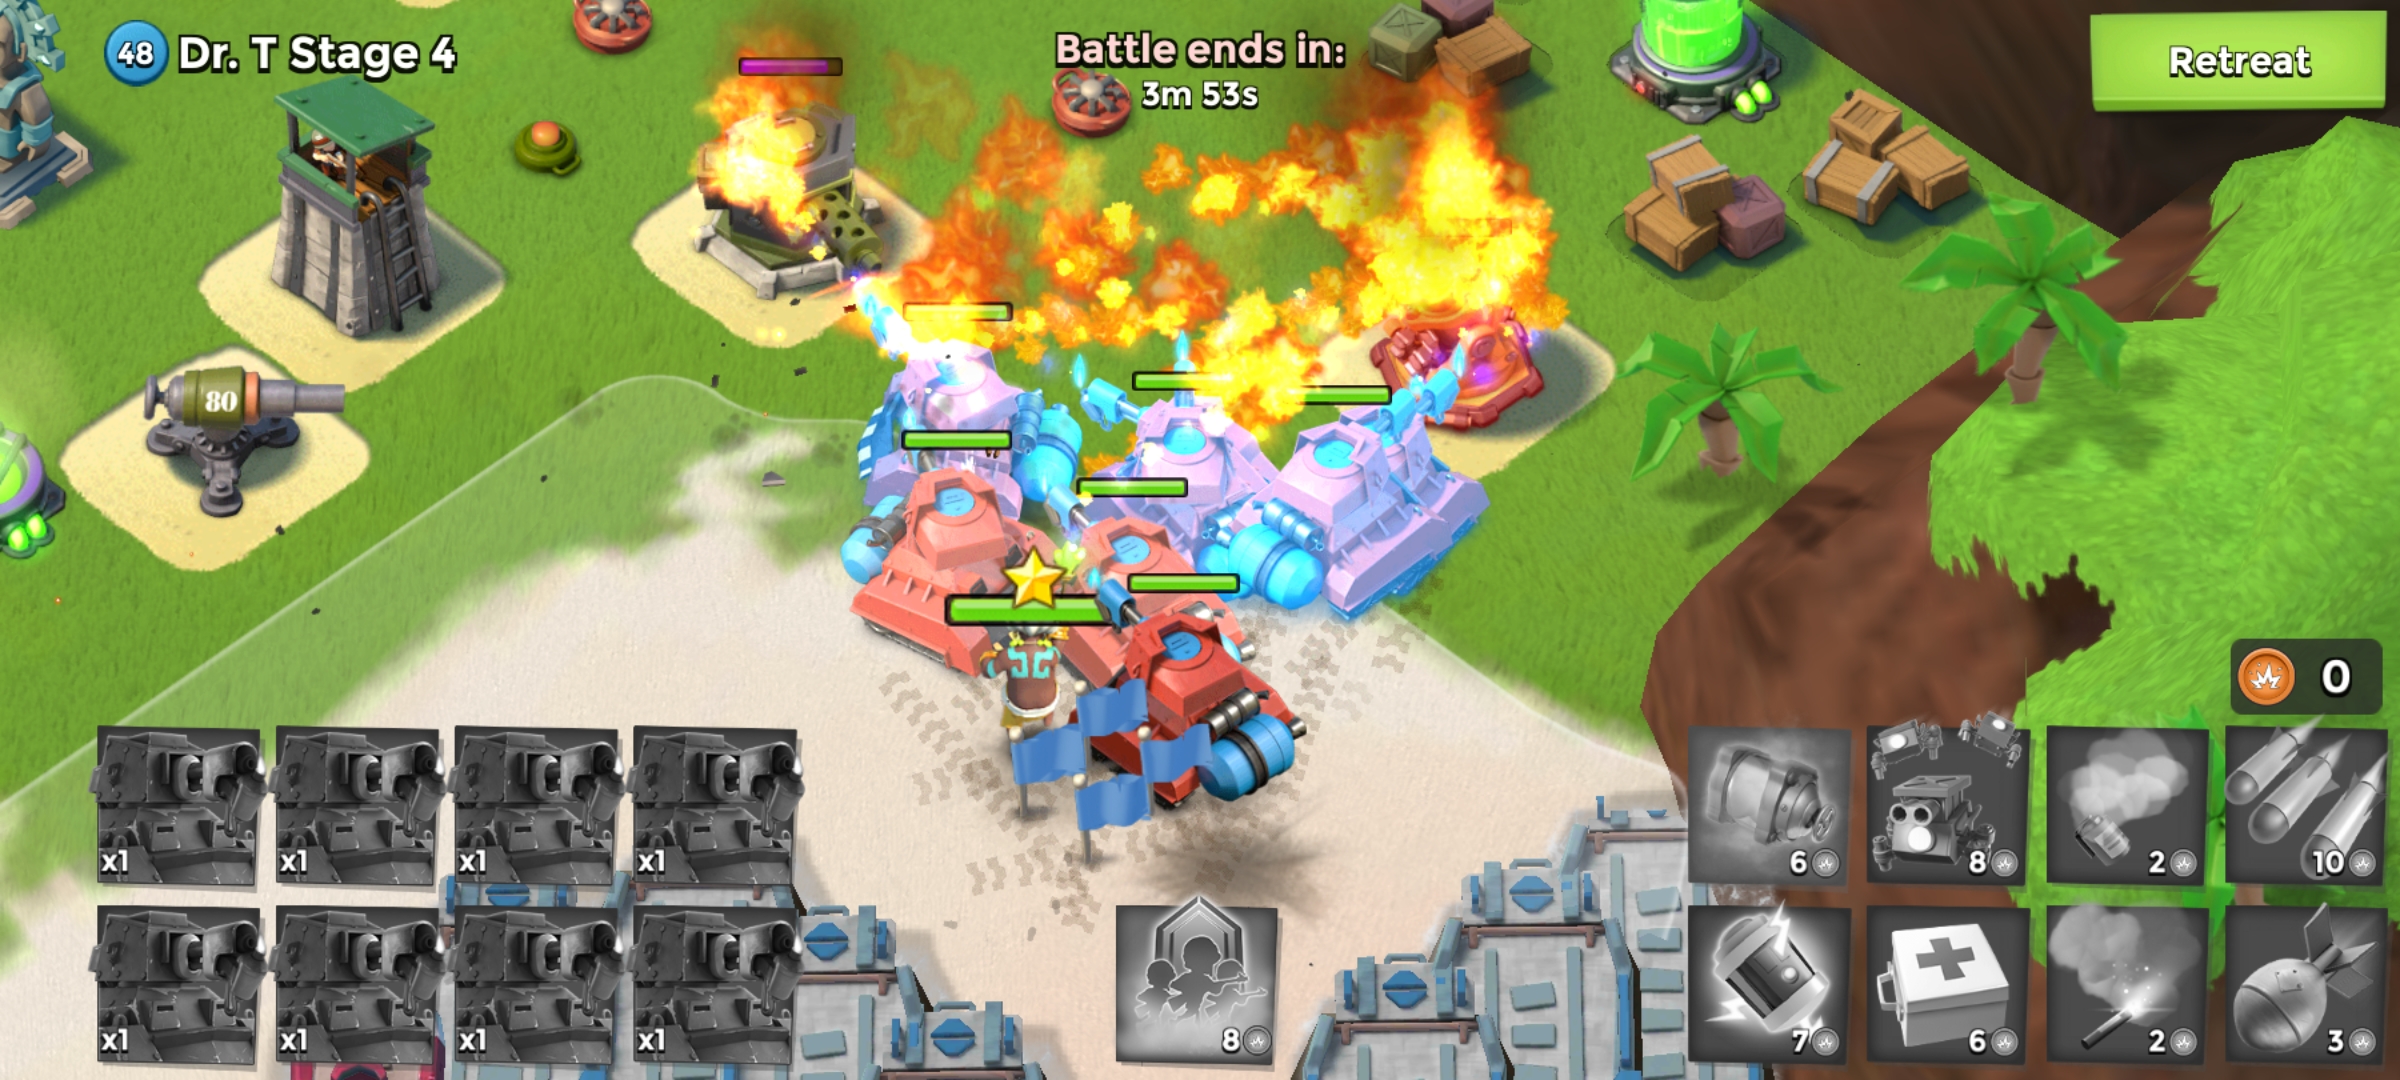 48 Dr. T Stage 4
Battle ends in:
3m 53s
Retreat
80
0
x1 x1 x1 x1
6 8 2 10
x1 x1 x1 x1
8
7 6 2 3